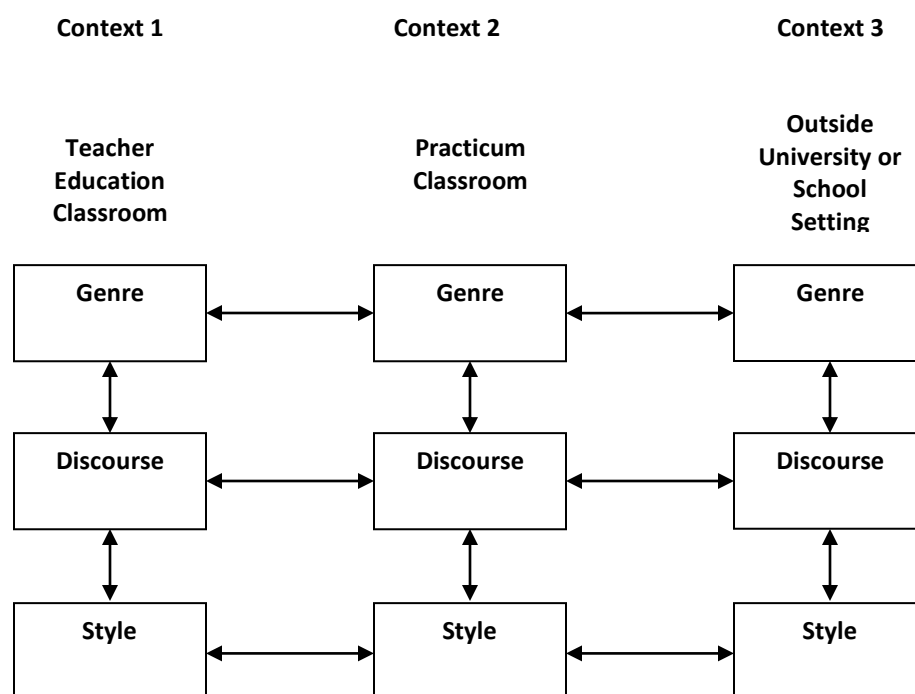 Context 1
Context 2
Context 3
Teacher
Education
Classroom
Practicum
Classroom
Outside
University or
School
Setting
Genre
Genre
Genre
Discourse
Discourse
Discourse
Style
Style
Style